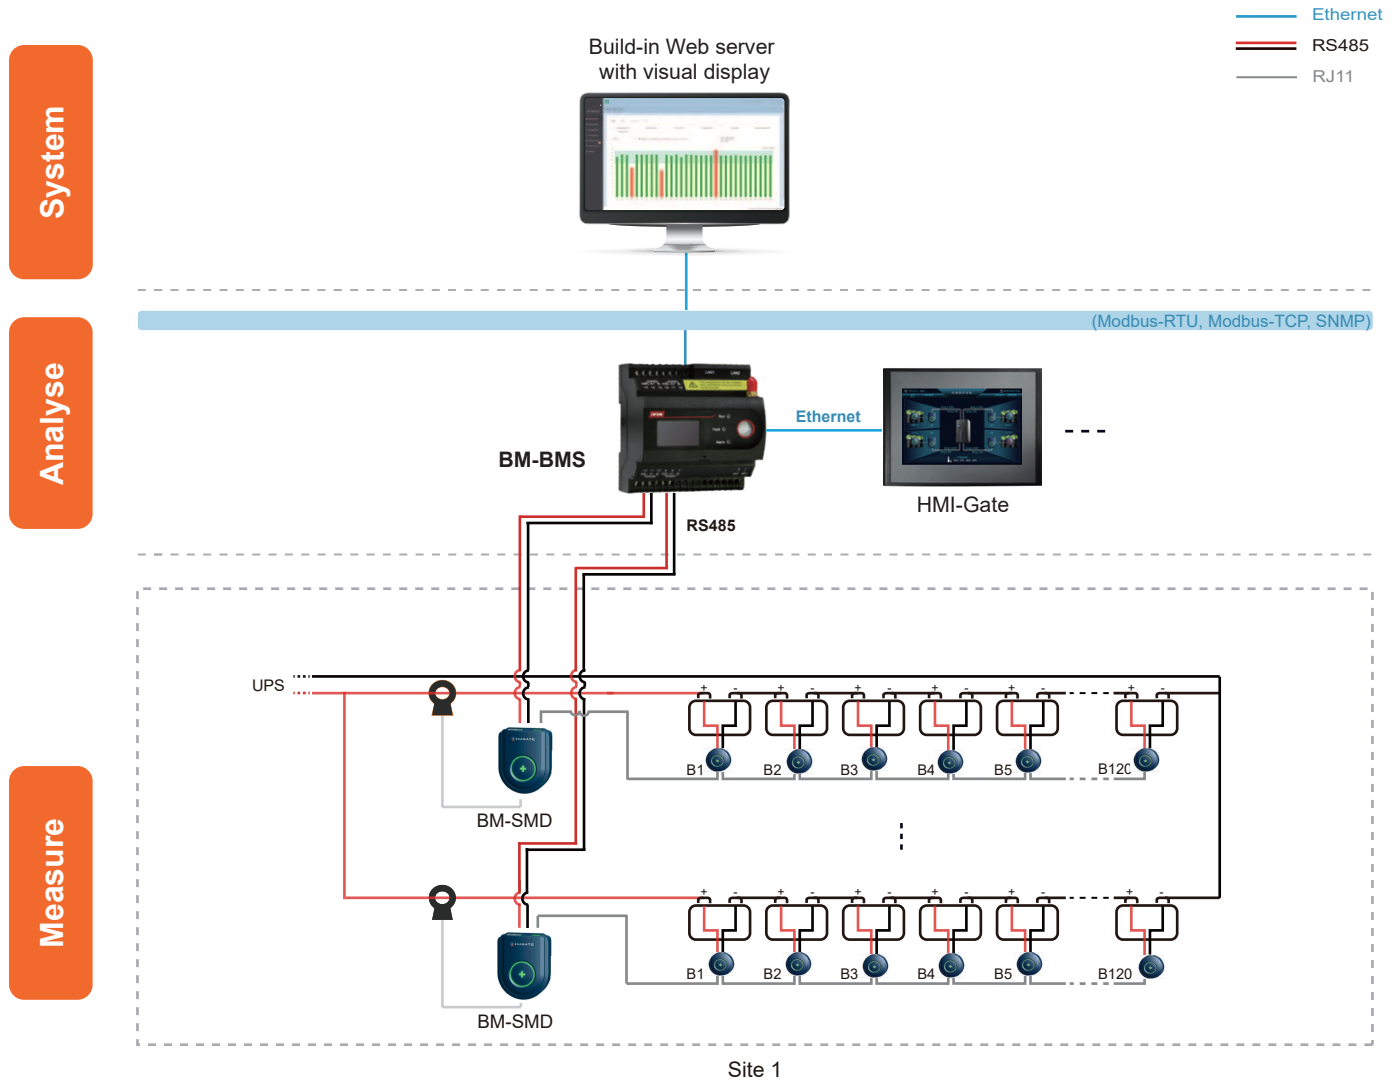 Ethernet
RS485
RJ11
Build-in Web server
with visual display
System
(Modbus-RTU, Modbus-TCP, SNMP)
Analyse
LAN1 LAN2
Ethernet
BM-BMS
HMI-Gate
RS485
UPS
+ - + - + - + - + - + -
B1 B2 B3 B4 B5 B120
BM-SMD
Measure
+ - + - + - + - + - + -
B1 B2 B3 B4 B5 B120
BM-SMD
Site 1